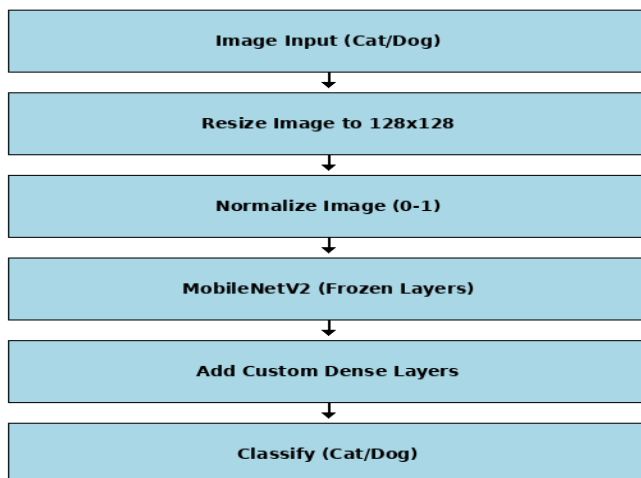 Image Input (Cat/Dog)
Resize Image to 128x128
Normalize Image (0-1)
MobileNetV2 (Frozen Layers)
Add Custom Dense Layers
Classify (Cat/Dog)